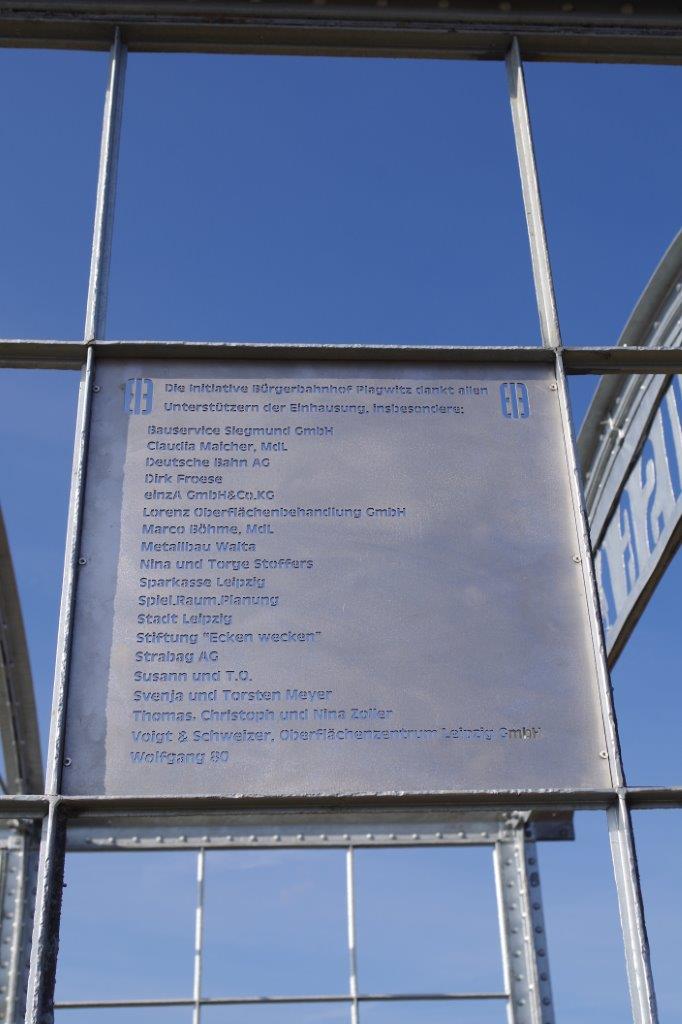 Die Initiative Bürgerbahnhof Plagwitz dankt allen
Unterstützern der Einhausung, insbesondere:
Bauservice Siegmund GmbH
Claudia Maicher, MdL
Deutsche Bahn AG
Dirk Froese
einzA GmbH&Co.KG
Lorenz Oberflächenbehandlung GmbH
Marco Böhme, MdL
Metallbau Walta
Nina und Torge Stoffers
Sparkasse Leipzig
Spiel.Raum.Planung
Stadt Leipzig
Stiftung "Ecken wecken"
Strabag AG
Susann und T.O.
Svenja und Torsten Meyer
Thomas, Christoph und Nina Zoller
Voigt & Schweizer, Oberflächenzentrum Leipzig GmbH
Wolfgang 80